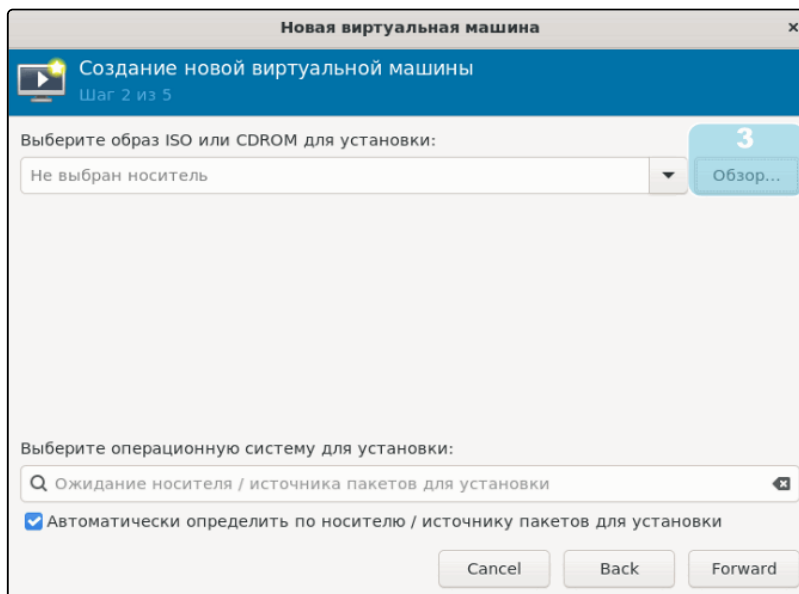 Новая виртуальная машина
Создание новой виртуальной машины
Шаг 2 из 5
Выберите образ ISO или CDROM для установки:
3
Не выбран носитель
Обзор...
Выберите операционную систему для установки:
Ожидание носителя / источника пакетов для установки
Автоматически определить по носителю / источнику пакетов для установки
Cancel Back Forward